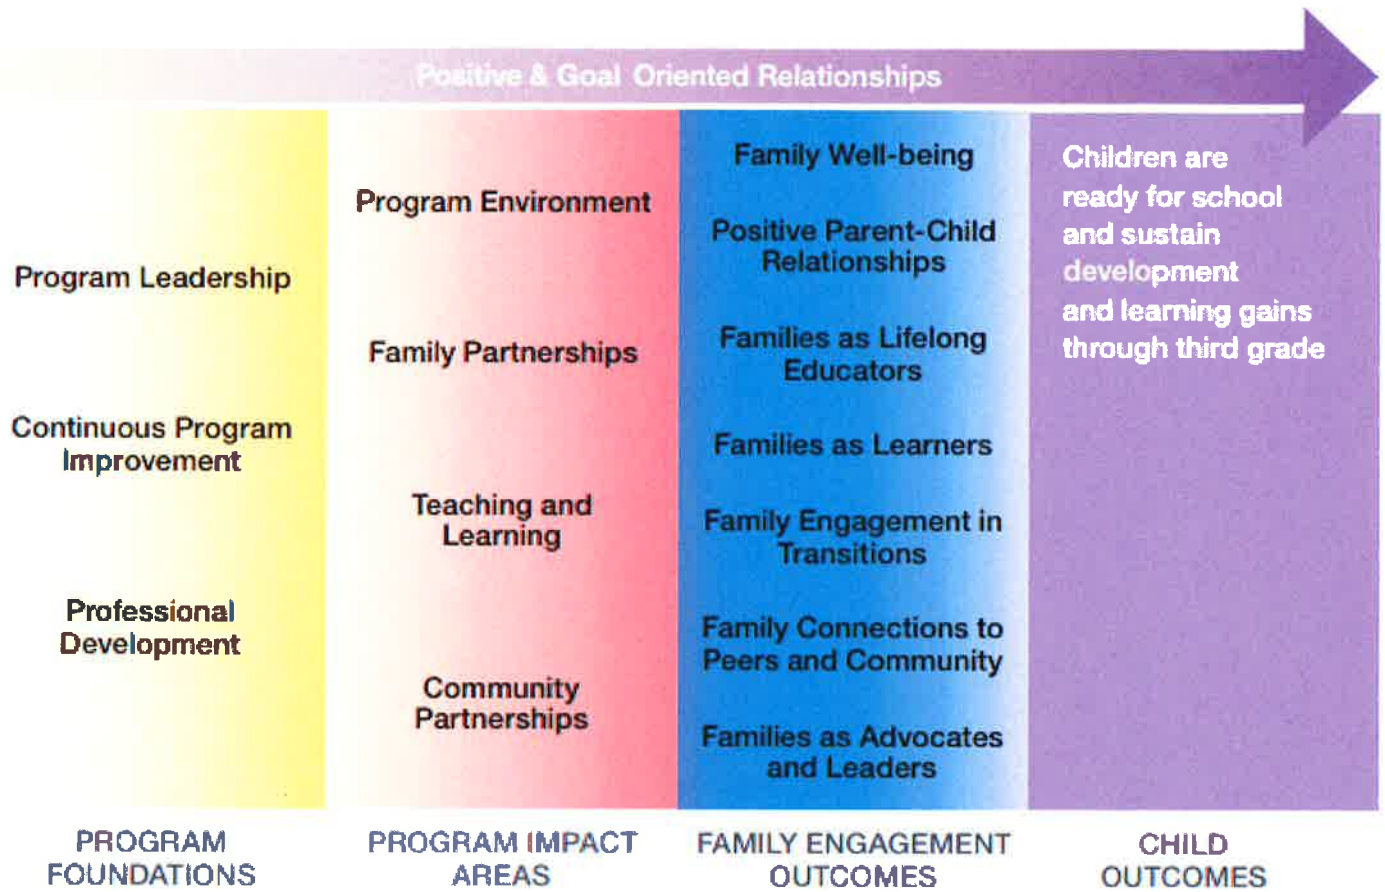 Positive & Goal Oriented Relationships
Program Leadership
Continuous Program
Improvement
Professional
Development
PROGRAM
FOUNDATIONS
Program Environment
Family Partnerships
Teaching and
Learning
Community
Partnerships
PROGRAM IMPACT
AREAS
Family Well-being
Positive Parent-Child
Relationships
Families as Lifelong
Educators
Families as Learners
Family Engagement in
Transitions
Family Connections to
Peers and Community
Families as Advocates
and Leaders
FAMILY ENGAGEMENT
OUTCOMES
Children are
ready for school
and sustain
development
and learning gains
through third grade
CHILD
OUTCOMES